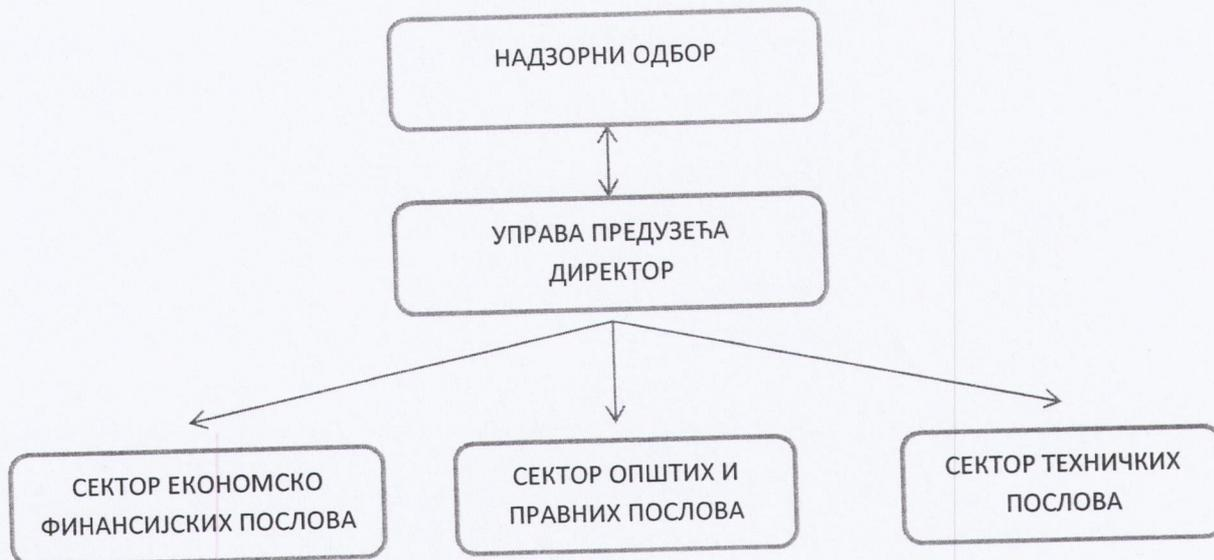 НАДЗОРНИ ОДБОР
УПРАВА ПРЕДУЗЕЋА
ДИРЕКТОР
СЕКТОР ЕКОНОМСКО
ФИНАНСИЈСКИХ ПОСЛОВА
СЕКТОР ОПШТИХ И
ПРАВНИХ ПОСЛОВА
СЕКТОР ТЕХНИЧКИХ
ПОСЛОВА